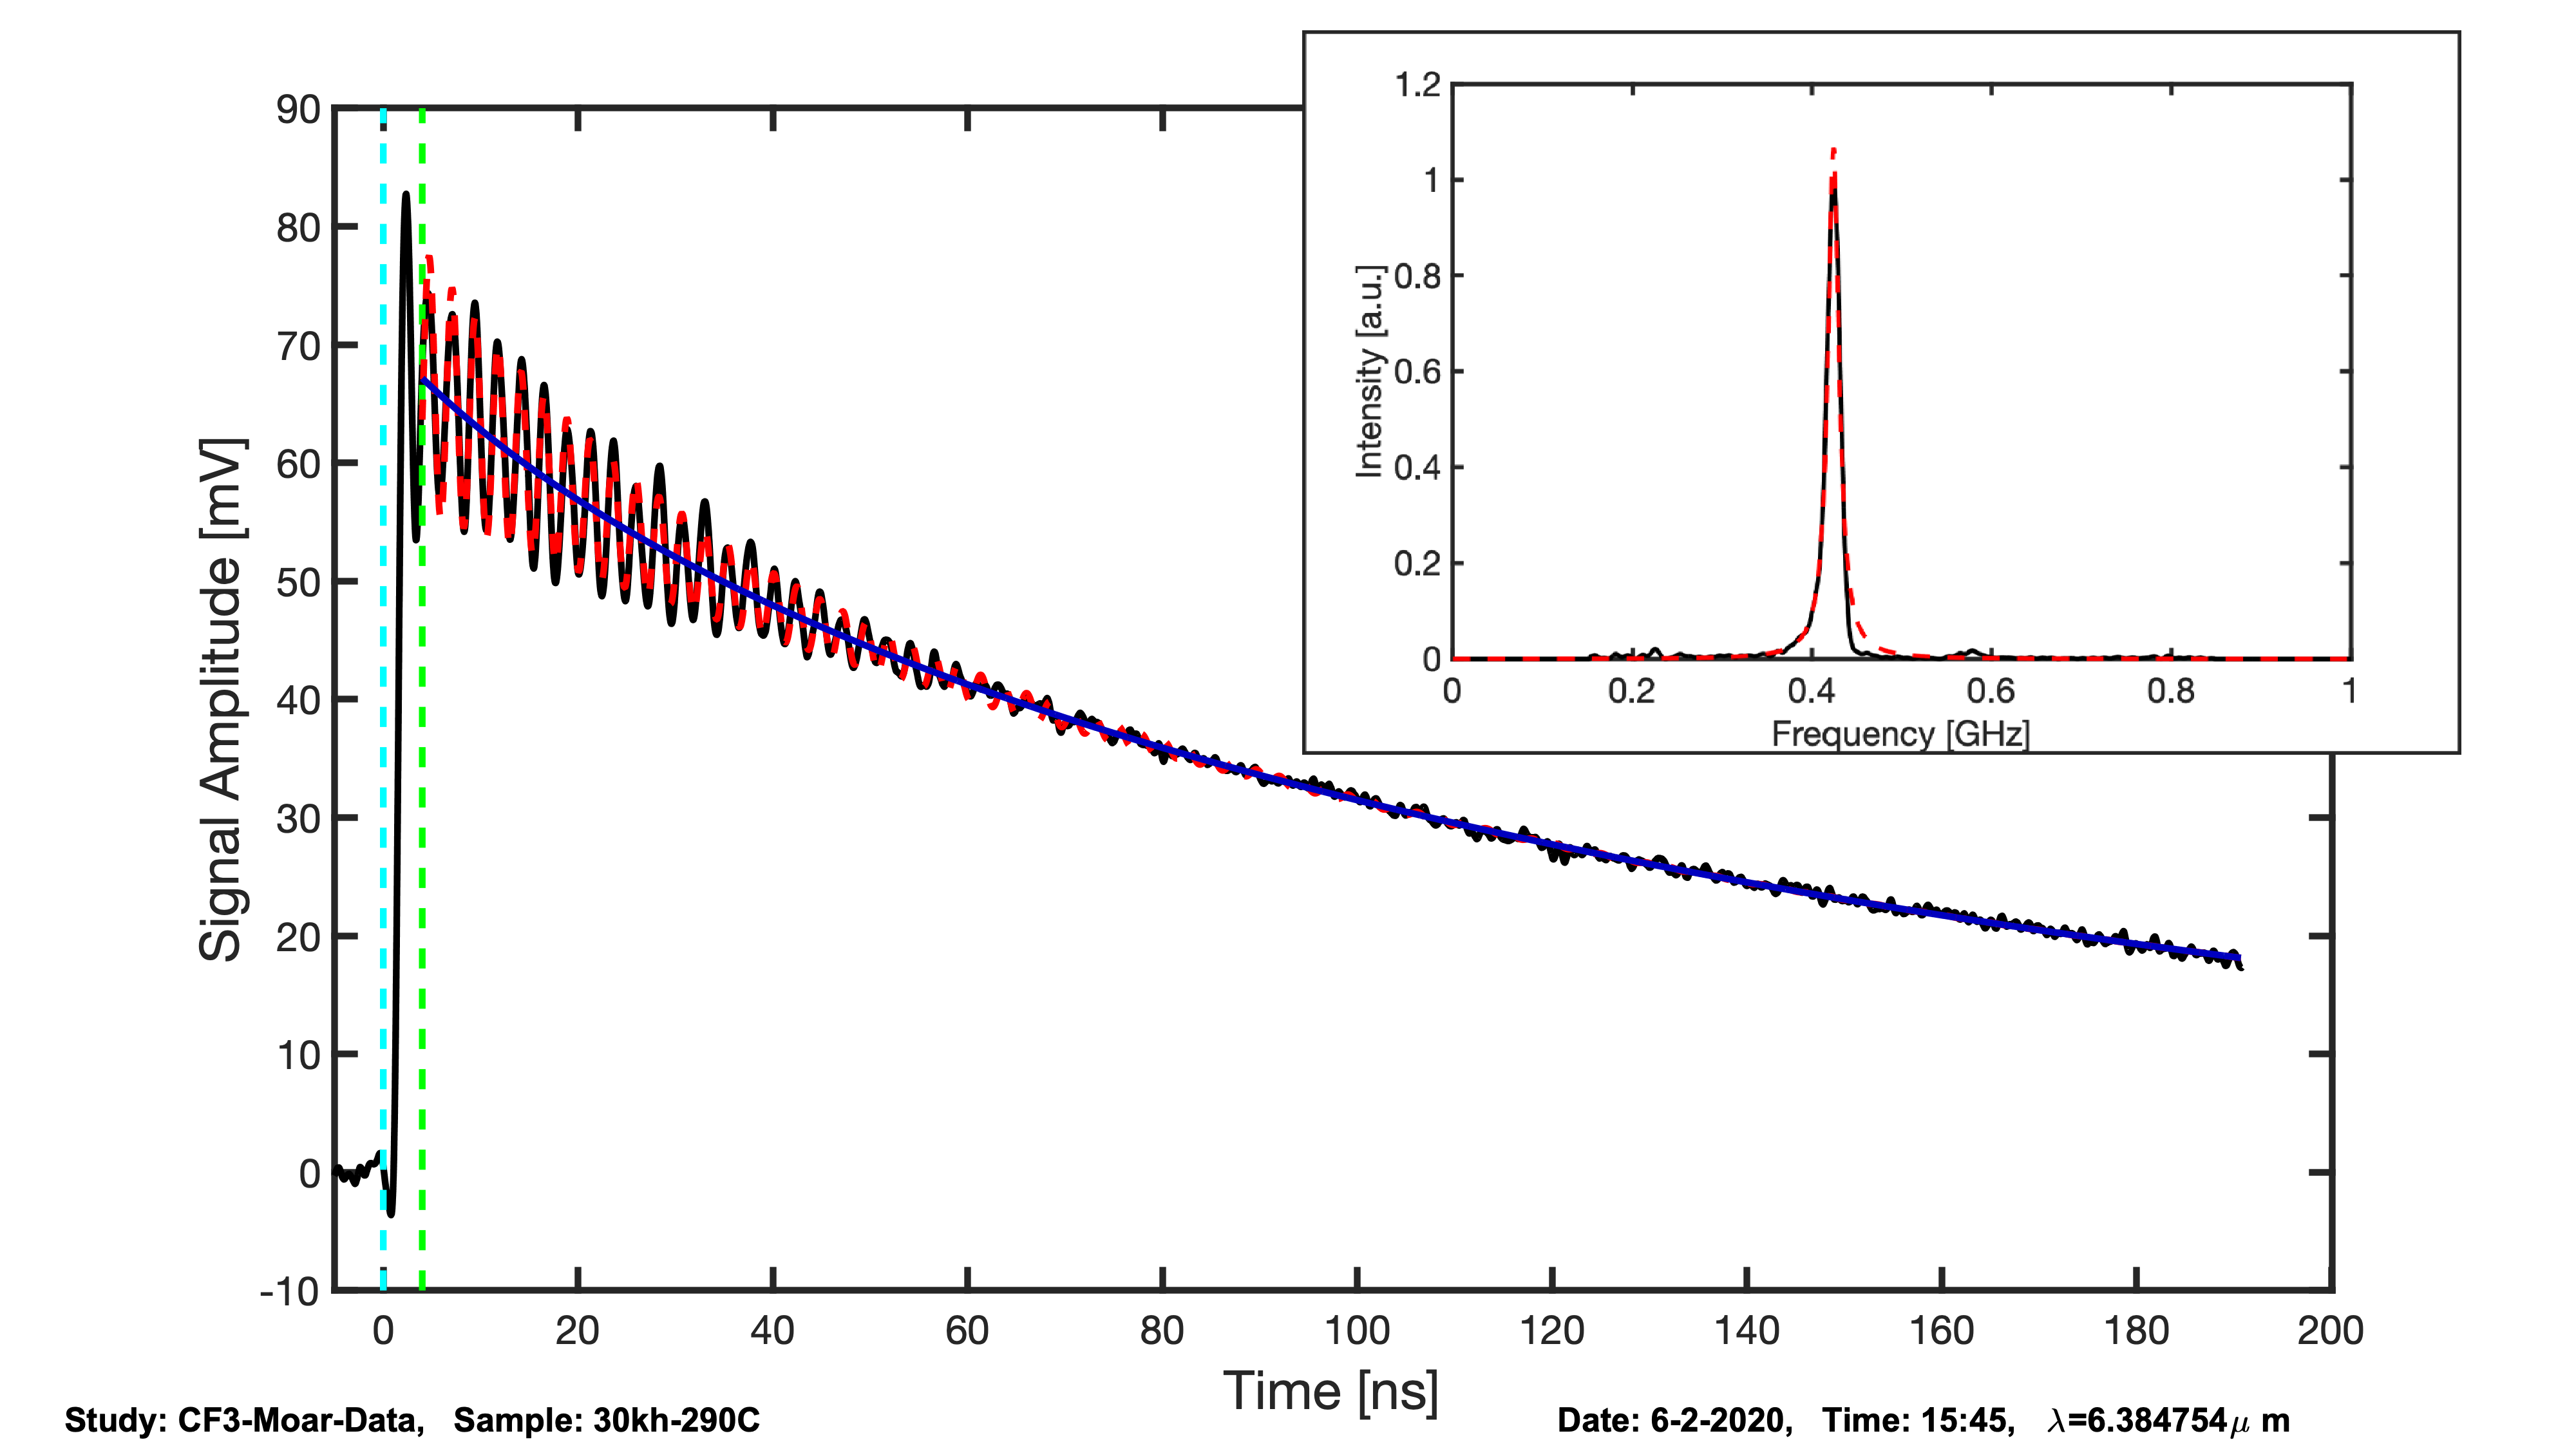 90
80
70
60
50
40
30
20
10
0
-10
Signal Amplitude [mV]
0 20 40 60 80 100 120 140 160 180 200
Time [ns]
1.2
1
0.8
0.6
0.4
0.2
0
Intensity [a.u.]
0 0.2 0.4 0.6 0.8 1
Frequency [GHz]
Study: CF3-Moar-Data, Sample: 30kh-290C
Date: 6-2-2020, Time: 15:45, λ=6.384754μ m